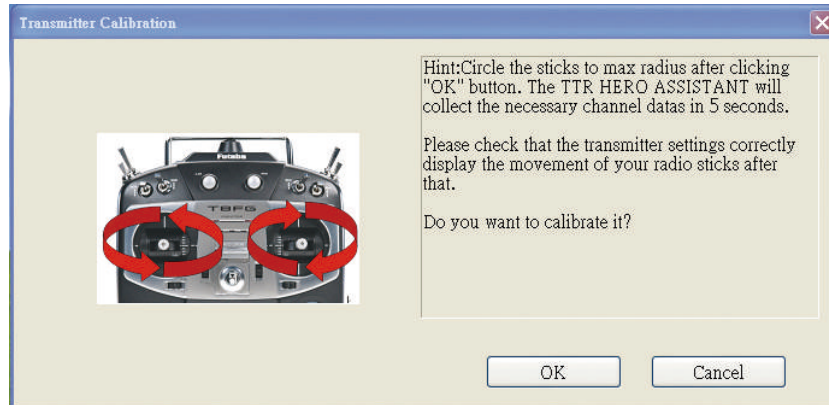 Transmitter Calibration
Hint:Circle the sticks to max radius after clicking
"OK" button. The TTR HERO ASSISTANT will
collect the necessary channel datas in 5 seconds.
Please check that the transmitter settings correctly
display the movement of your radio sticks after
that.
Do you want to calibrate it?
Futaba
T8FG
OK
Cancel